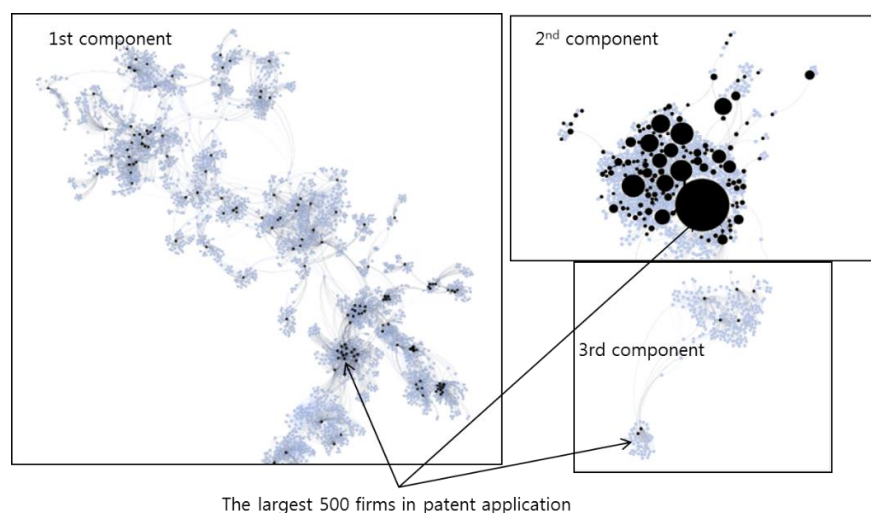 1st component
2nd component
3rd component
The largest 500 firms in patent application